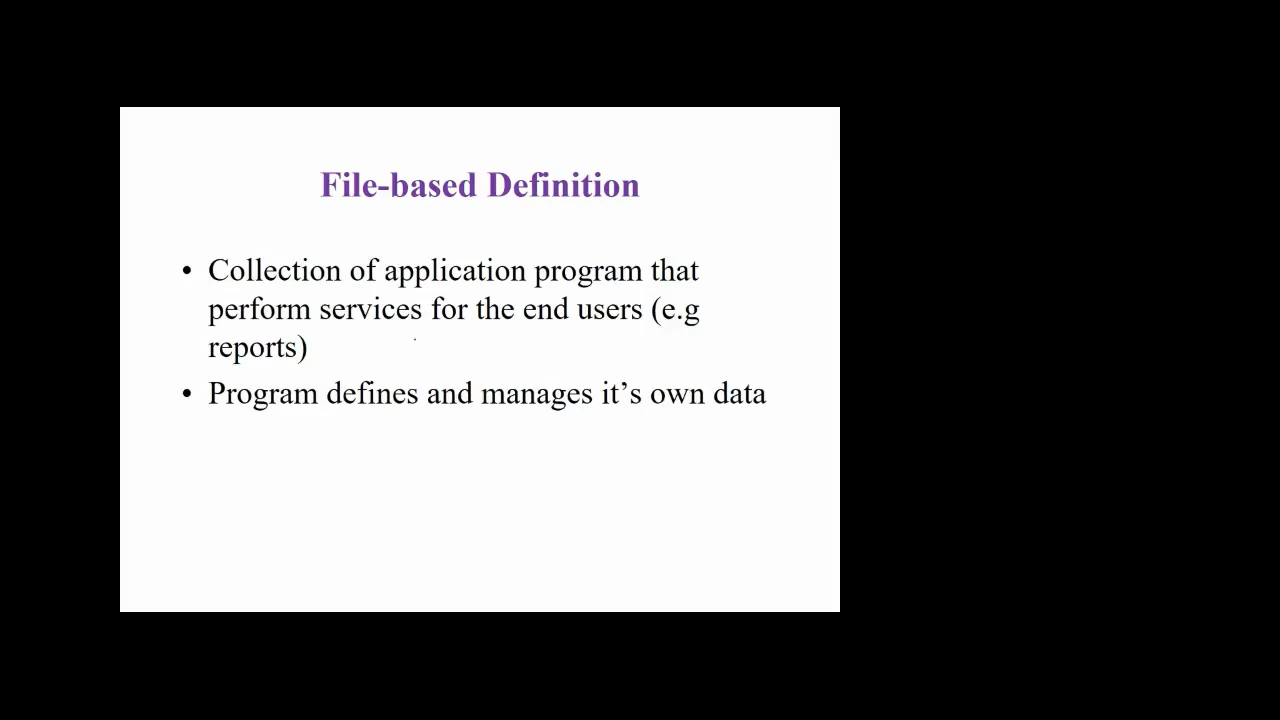 File-based Definition
• Collection of application program that
perform services for the end users (e.g
reports)
• Program defines and manages it’s own data